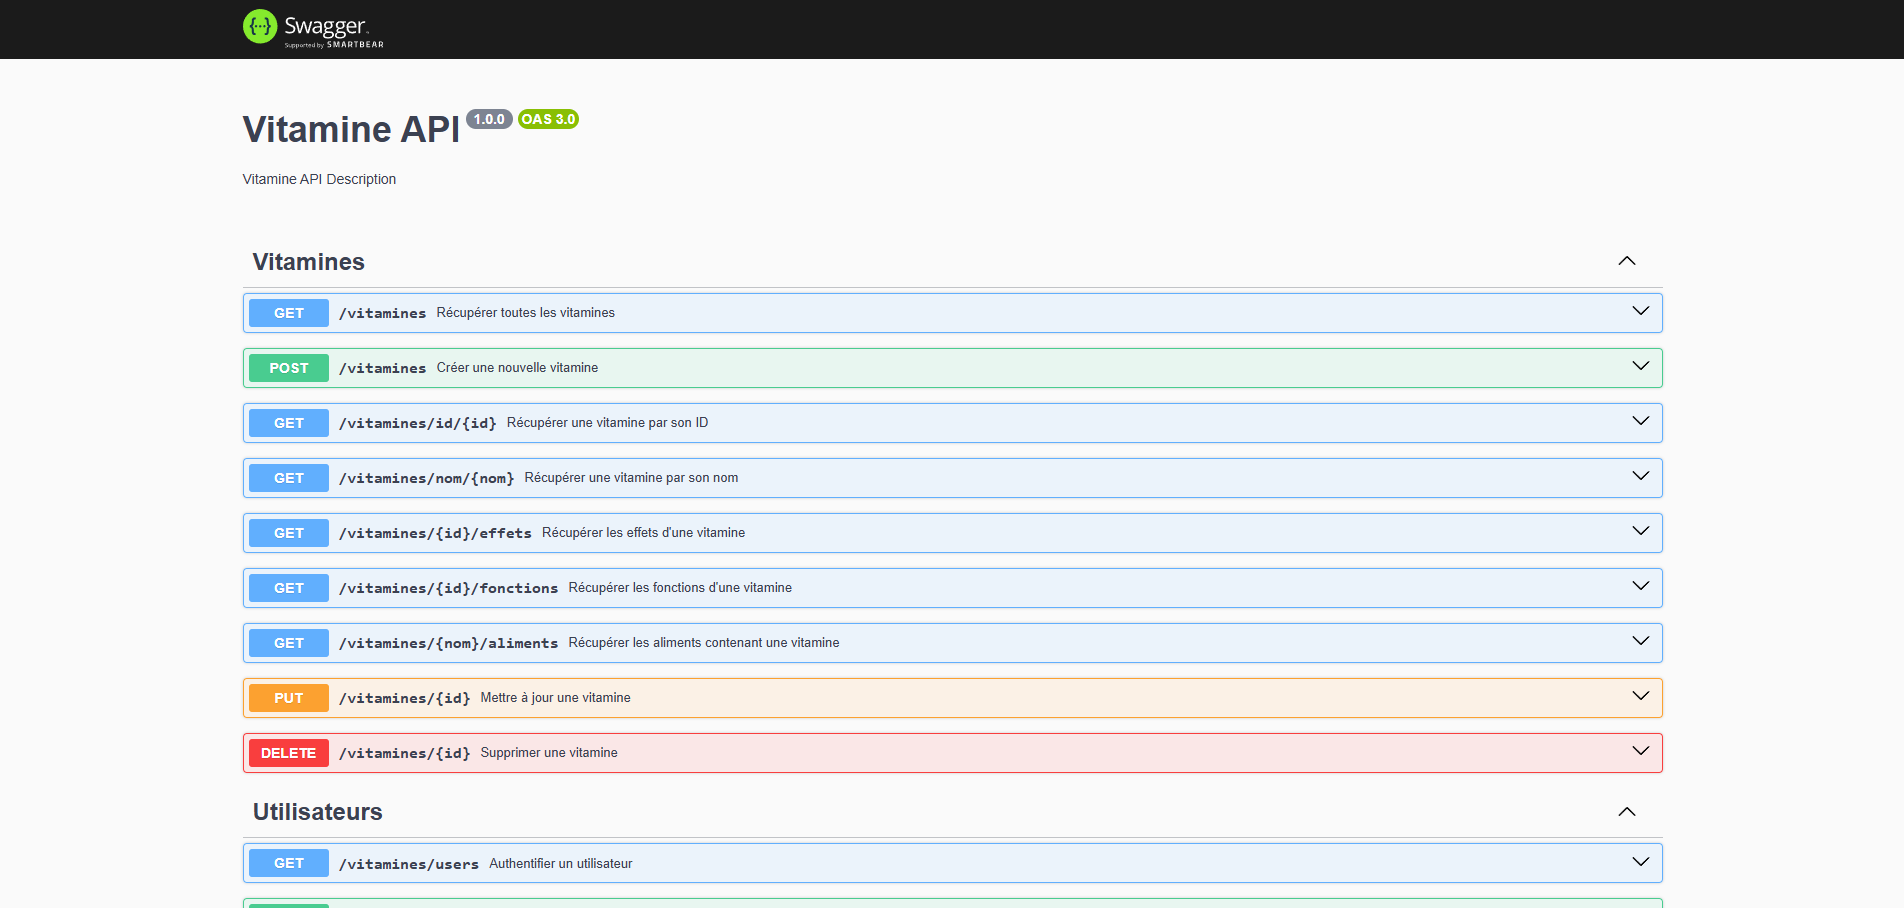 {···} Swagger
Supported by SMARTBEAR
Vitamine API 1.0.0 OAS 3.0
Vitamine API Description
Vitamines
GET /vitamines Récupérer toutes les vitamines
POST /vitamines Créer une nouvelle vitamine
GET /vitamines/id/{id} Récupérer une vitamine par son ID
GET /vitamines/nom/{nom} Récupérer une vitamine par son nom
GET /vitamines/{id}/effets Récupérer les effets d'une vitamine
GET /vitamines/{id}/fonctions Récupérer les fonctions d'une vitamine
GET /vitamines/{nom}/aliments Récupérer les aliments contenant une vitamine
PUT /vitamines/{id} Mettre à jour une vitamine
DELETE /vitamines/{id} Supprimer une vitamine
Utilisateurs
GET /vitamines/users Authentifier un utilisateur